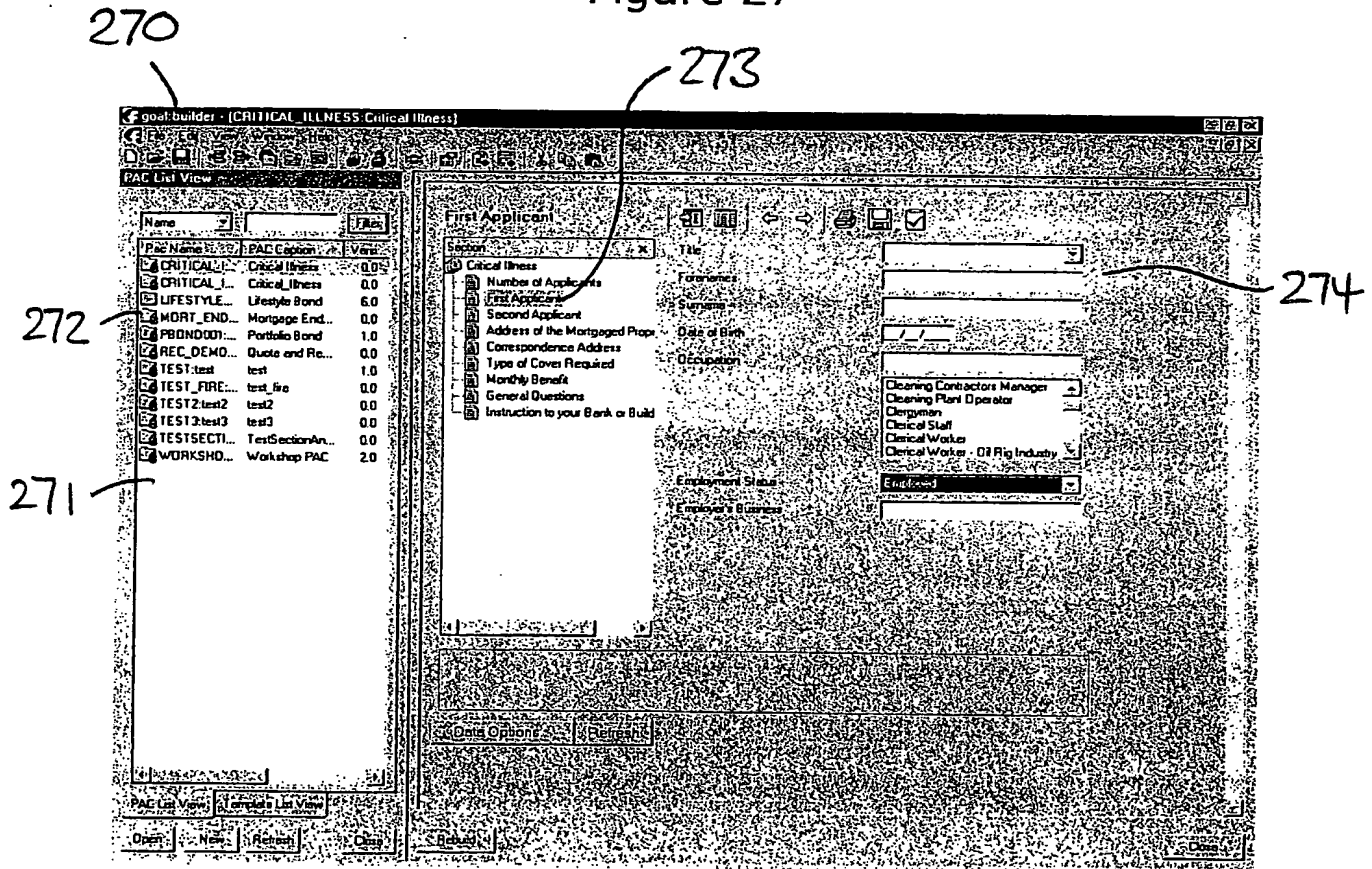 Figure 27
270
273
goal:builder - [CRITICAL_ILLNESS:Critical Illness]
File Edit View Window Help
PAC List View
Name
Filter
First Applicant
Pac Name PAC Caption Vers
CRITICAL_I... Critical Illness 0.0
CRITICAL_I... Critical_Illness 0.0
LIFESTYLE... Lifestyle Bond 6.0
MORT_END... Mortgage End... 0.0
PBOND001:... Portfolio Bond 1.0
REC_DEMO... Quote and Re... 0.0
TEST:test test 1.0
TEST_FIRE:... test_fire 0.0
TEST2:test2 test2 0.0
TEST3:test3 test3 0.0
TESTSECTI... TestSectionAn... 0.0
WORKSHO... Workshop PAC 2.0
272
271
Section
Critical Illness
Number of Applicants
First Applicant
Second Applicant
Address of the Mortgaged Prope
Correspondence Address
Type of Cover Required
Monthly Benefit
General Questions
Instruction to your Bank or Build
Title
Forenames
Surname
Date of Birth
_/_/_
Occupation
Cleaning Contractors Manager
Cleaning Plant Operator
Clergyman
Clerical Staff
Clerical Worker
Clerical Worker - Oil Rig Industry
Employment Status
Employed
Employer's Business
274
Data Options Refresh
PAC List View Template List View
Open New Refresh Close
Rebuild
Close